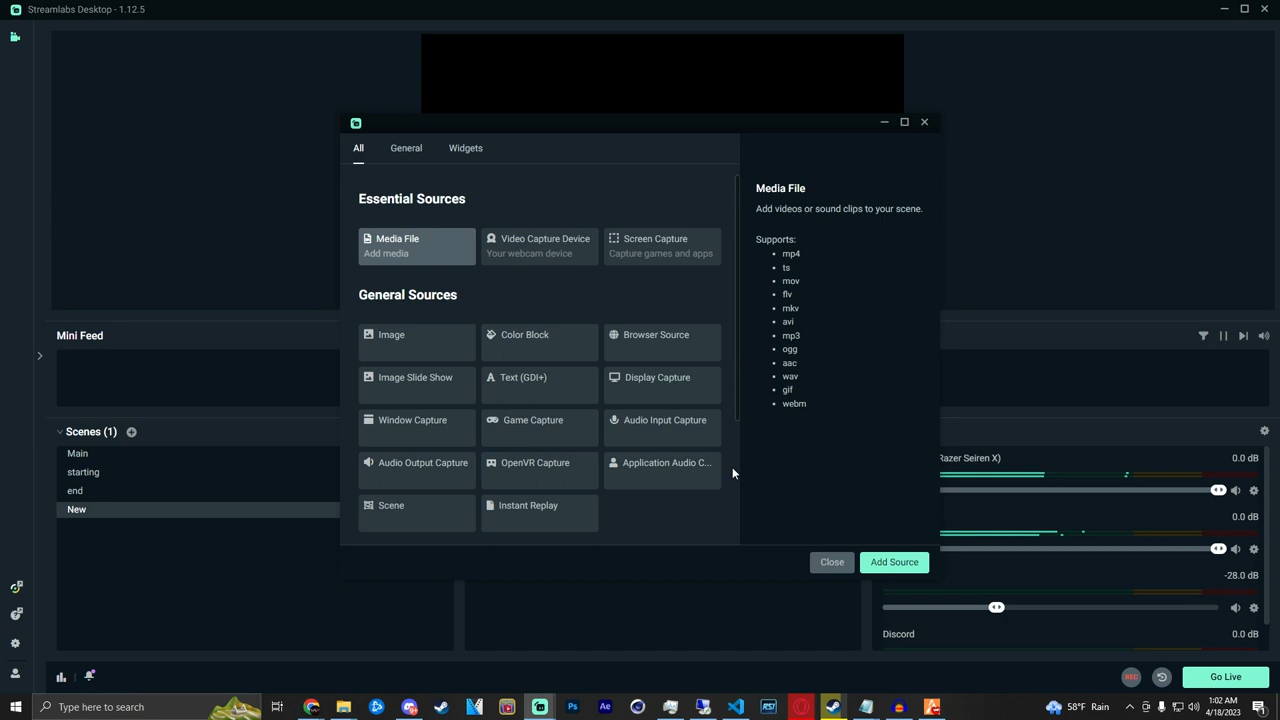 Streamlabs Desktop - 1.12.5
All
General
Widgets
Essential Sources
Media File
Add media
Video Capture Device
Your webcam device
Screen Capture
Capture games and apps
General Sources
Image
Color Block
Browser Source
Image Slide Show
Text (GDI+)
Display Capture
Window Capture
Game Capture
Audio Input Capture
Audio Output Capture
OpenVR Capture
Application Audio C...
Scene
Instant Replay
Media File
Add videos or sound clips to your scene.
Supports:
mp4
ts
mov
flv
mkv
avi
mp3
ogg
aac
wav
gif
webm
Close
Add Source
Mini Feed
Scenes (1)
Main
starting
end
New
Razer Seiren X)
0.0 dB
0.0 dB
-28.0 dB
Discord
0.0 dB
REC
Go Live
Type here to search
Ps
Ae
RSI
58°F Rain
1:02 AM
4/18/2023